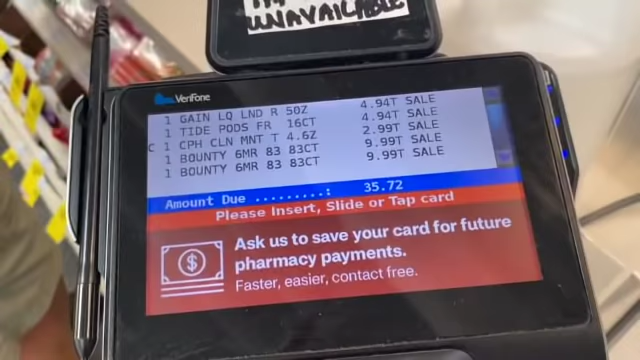 UNAVAILABLE
VeriFone
1 GAIN LQ LND R 50Z 4.94T SALE
1 TIDE PODS FR 16CT 4.94T SALE
C 1 CPH CLN MNT T 4.6Z 2.99T SALE
1 BOUNTY 6MR 83 83CT 9.99T SALE
1 BOUNTY 6MR 83 83CT 9.99T SALE
Amount Due .........: 35.72
Please Insert, Slide or Tap card
$
Ask us to save your card for future
pharmacy payments.
Faster, easier, contact free.